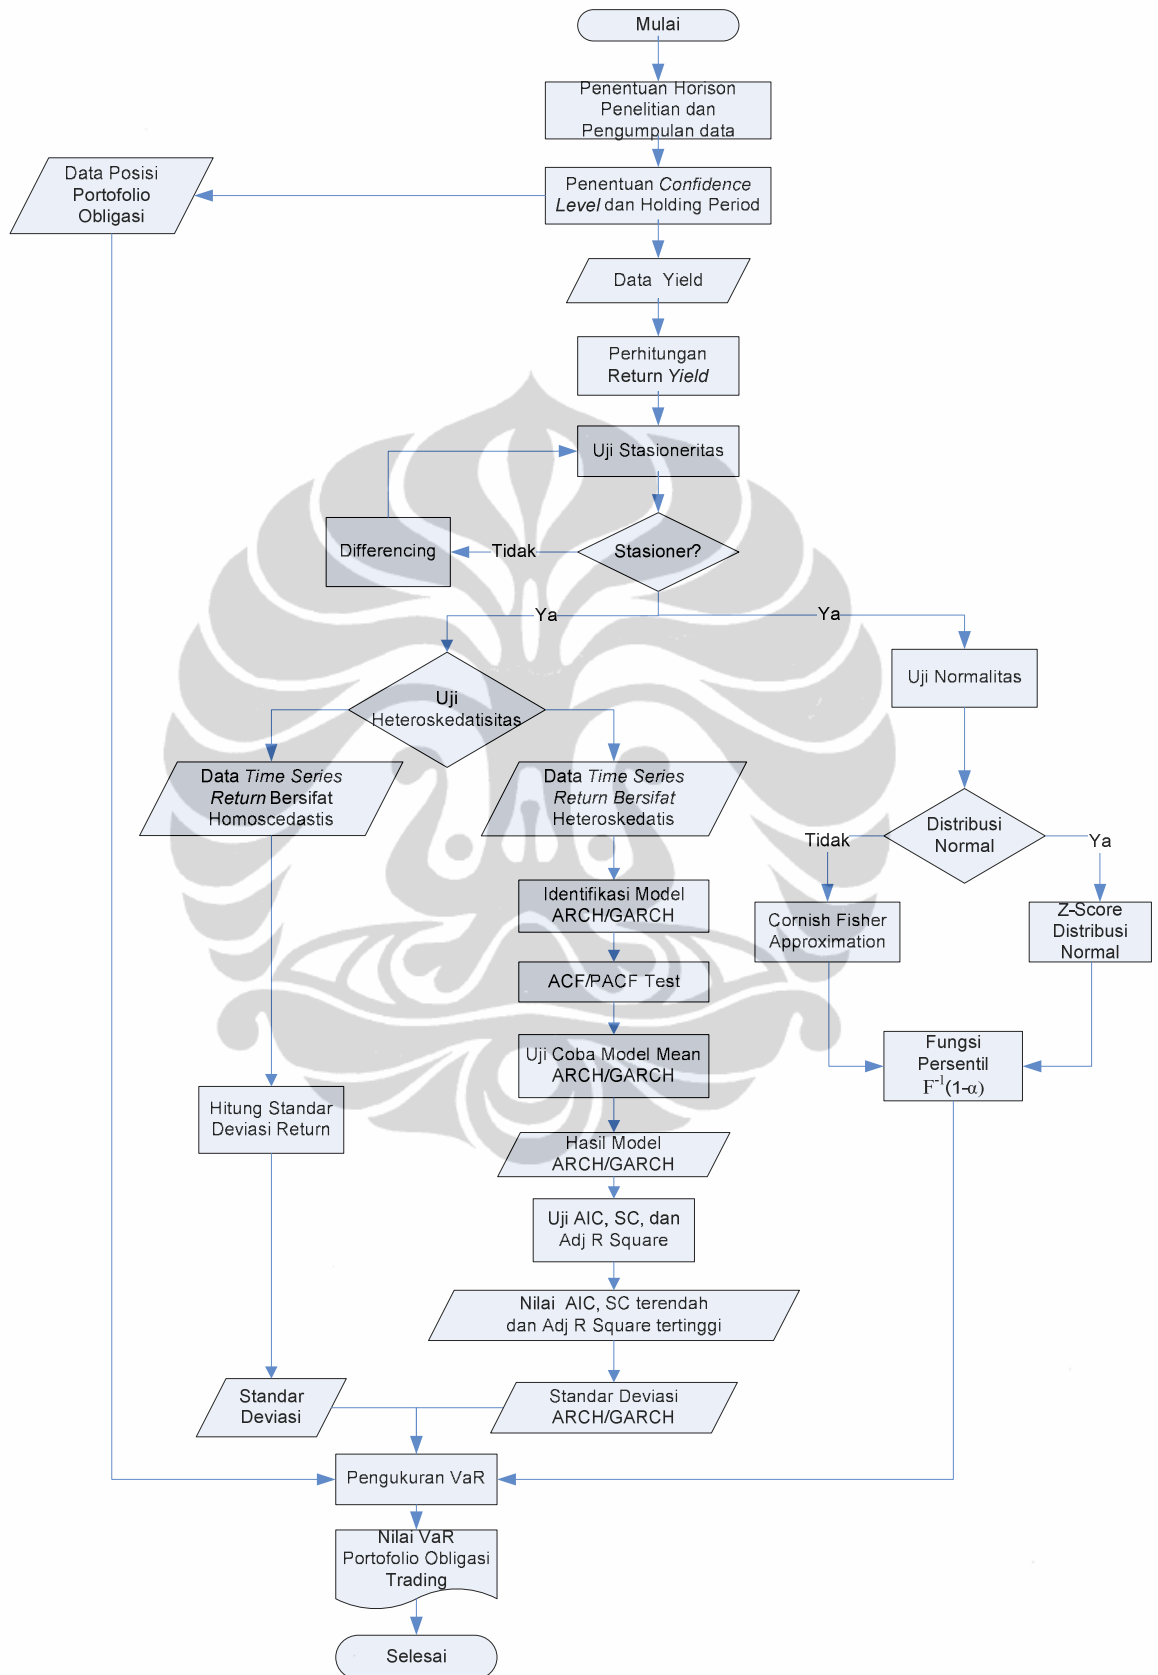 Mulai
Penentuan Horison
Penelitian dan
Pengumpulan data
Data Posisi
Portofolio
Obligasi
Penentuan Confidence
Level dan Holding Period
Data Yield
Perhitungan
Return Yield
Uji Stasioneritas
Differencing
Tidak
Stasioner?
Ya
Ya
Uji
Heteroskedatisitas
Uji Normalitas
Data Time Series
Return Bersifat
Homoscedastis
Data Time Series
Return Bersifat
Heteroskedatis
Distribusi
Normal
Tidak
Ya
Identifikasi Model
ARCH/GARCH
Cornish Fisher
Approximation
Z-Score
Distribusi
Normal
ACF/PACF Test
Uji Coba Model Mean
ARCH/GARCH
Fungsi
Persentil
F⁻¹(1-α)
Hitung Standar
Deviasi Return
Hasil Model
ARCH/GARCH
Uji AIC, SC, dan
Adj R Square
Nilai AIC, SC terendah
dan Adj R Square tertinggi
Standar
Deviasi
Standar Deviasi
ARCH/GARCH
Pengukuran VaR
Nilai VaR
Portofolio Obligasi
Trading
Selesai